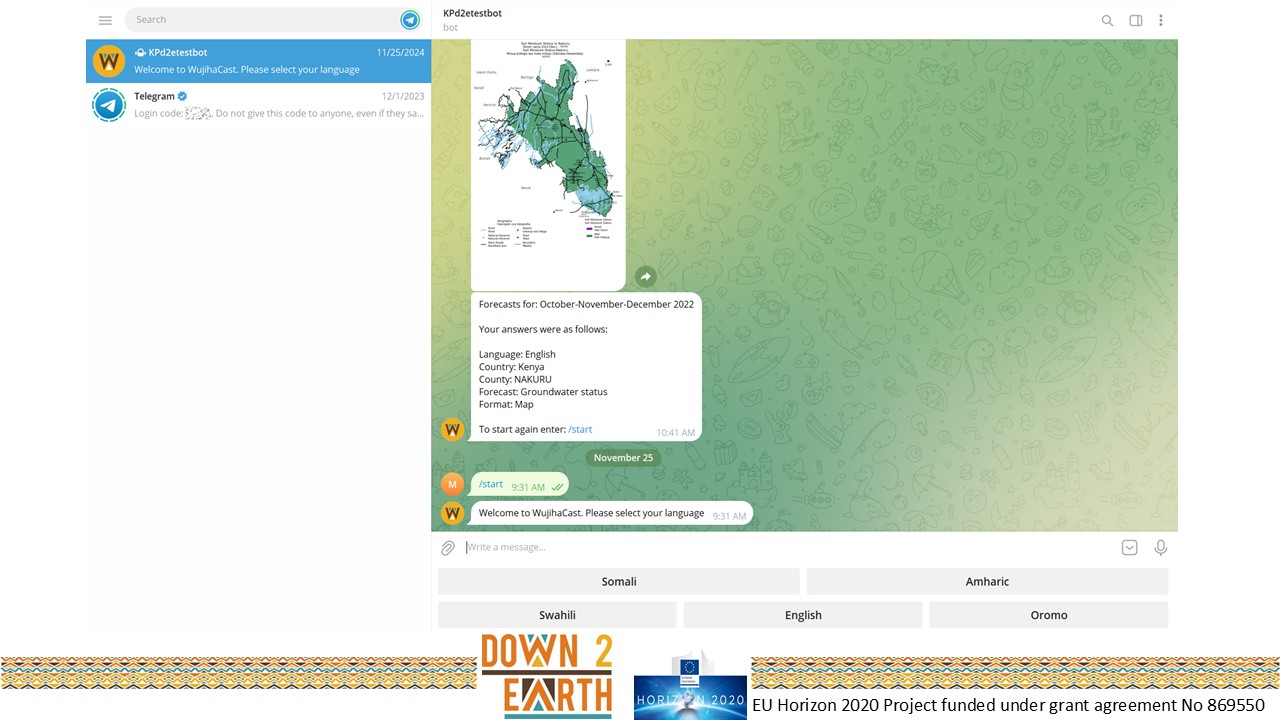 Search
KPd2etestbot
11/25/2024
Welcome to WujihaCast. Please select your language
Telegram
12/1/2023
Login code:
. Do not give this code to anyone, even if they sa...
KPd2etestbot
bot
Forecasts for: October-November-December 2022
Your answers were as follows:
Language: English
Country: Kenya
County: NAKURU
Forecast: Groundwater status
Format: Map
To start again enter: /start
10:41 AM
November 25
M
/start
9:31 AM
Welcome to WujihaCast. Please select your language
9:31 AM
Write a message...
Somali
Amharic
Swahili
English
Oromo
DOWN 2
EARTH
European
Commission
HORIZON 2020
EU Horizon 2020 Project funded under grant agreement No 869550